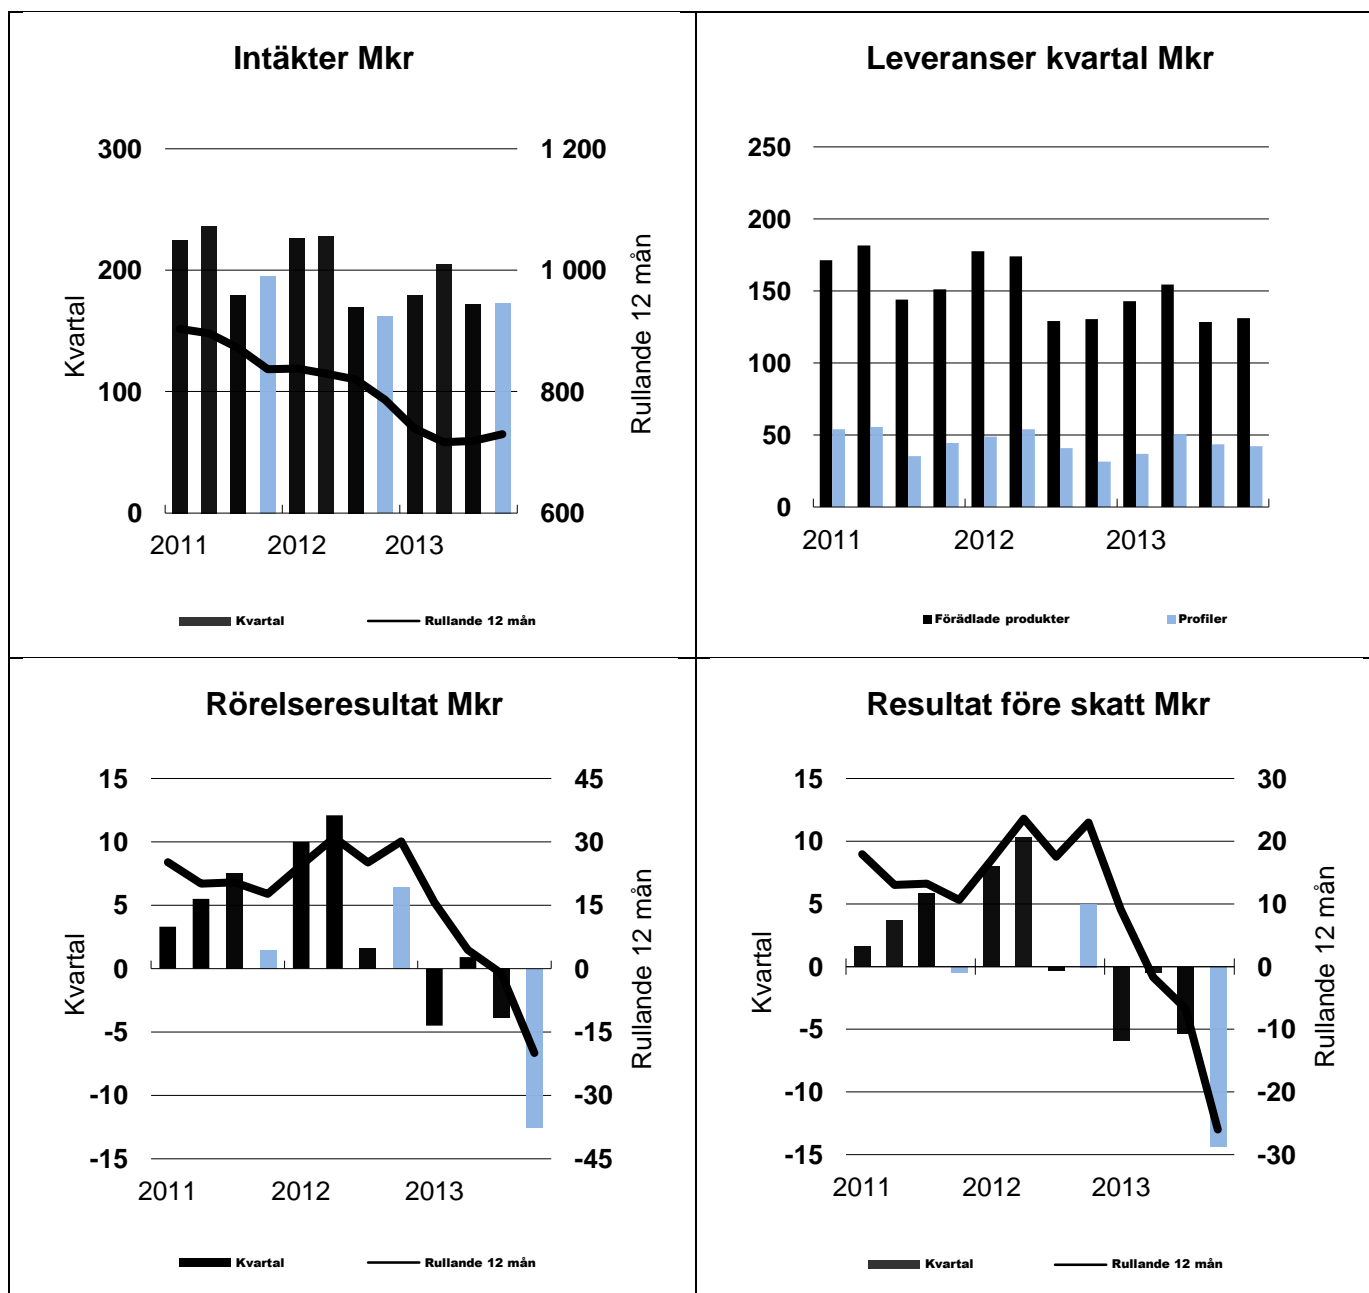 Intäkter Mkr
300
200
100
0
1 200
1 000
800
600
Kvartal
Rullande 12 mån
2011 2012 2013
Kvartal Rullande 12 mån
Leveranser kvartal Mkr
250
200
150
100
50
0
2011 2012 2013
Förädlade produkter Profiler
Rörelseresultat Mkr
15
10
5
0
-5
-10
-15
45
30
15
0
-15
-30
-45
Kvartal
Rullande 12 mån
2011 2012 2013
Kvartal Rullande 12 mån
Resultat före skatt Mkr
15
10
5
0
-5
-10
-15
30
20
10
0
-10
-20
-30
Kvartal
Rullande 12 mån
2011 2012 2013
Kvartal Rullande 12 mån